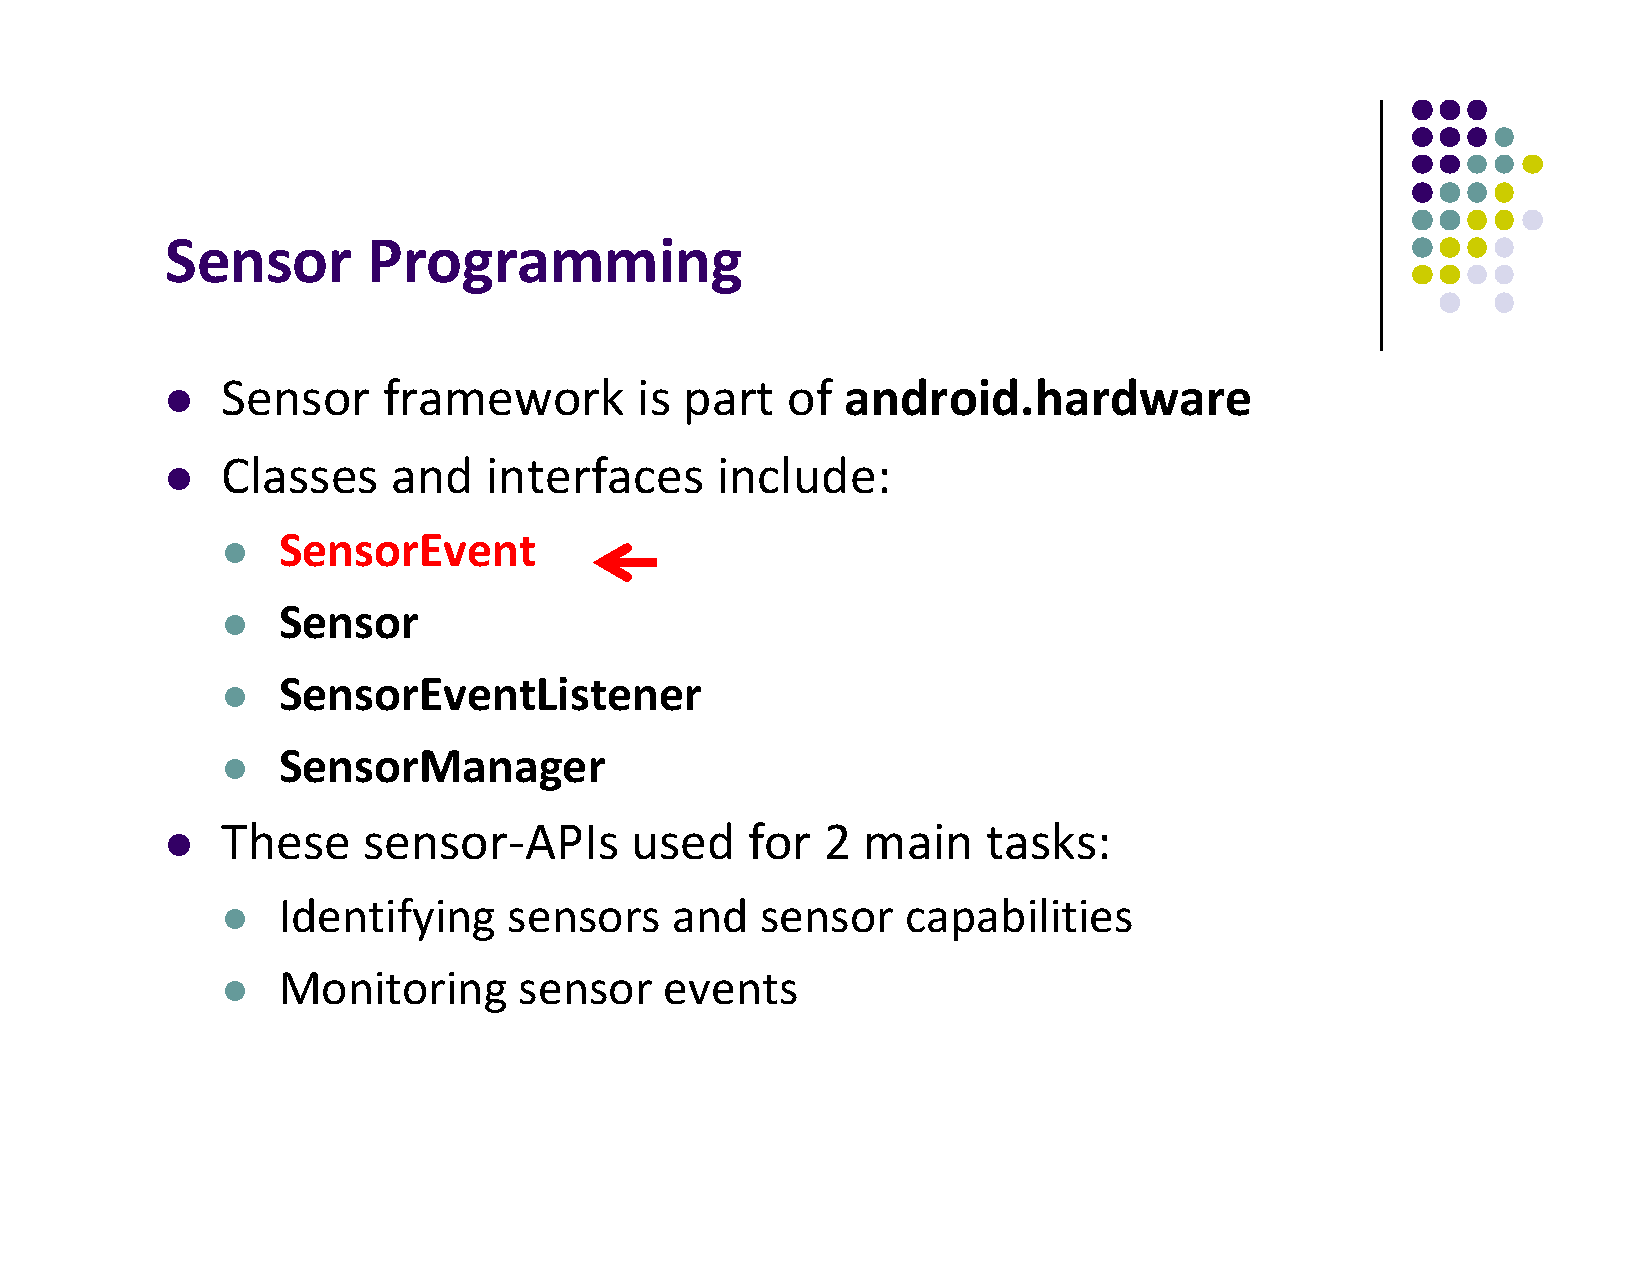 Sensor Programming
Sensor framework is part of android.hardware
Classes and interfaces include:
SensorEvent
Sensor
SensorEventListener
SensorManager
These sensor-APIs used for 2 main tasks:
Identifying sensors and sensor capabilities
Monitoring sensor events